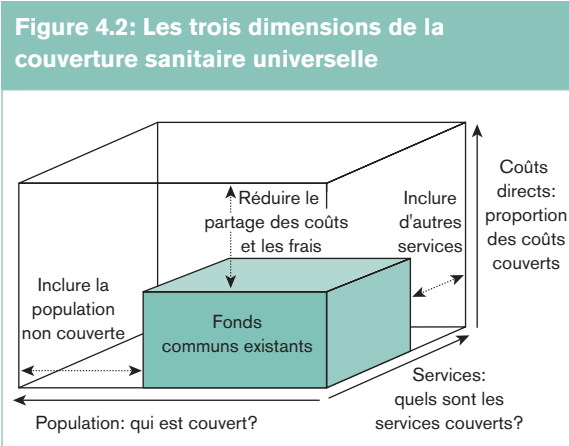 Figure 4.2: Les trois dimensions de la
couverture sanitaire universelle
Réduire le
partage des coûts
et les frais
Inclure
d'autres
services
Coûts
directs:
proportion
des coûts
couverts
Inclure la
population
non couverte
Fonds
communs existants
Services:
quels sont les
services couverts?
Population: qui est couvert?